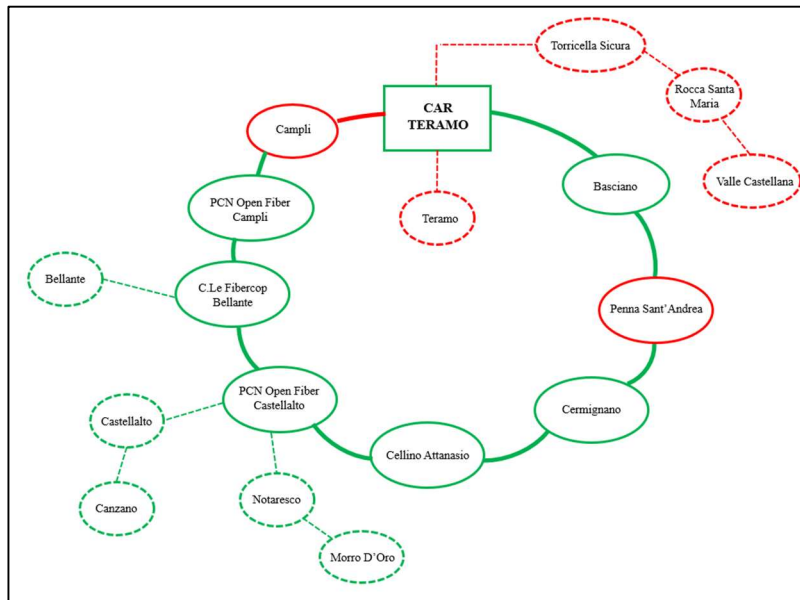 Torricella Sicura
CAR
TERAMO
Rocca Santa
Maria
Campli
Valle Castellana
Basciano
PCN Open Fiber
Campli
Teramo
Bellante
C.Le Fibercop
Bellante
Penna Sant’Andrea
PCN Open Fiber
Castellalto
Cermignano
Castellalto
Cellino Attanasio
Notaresco
Canzano
Morro D’Oro